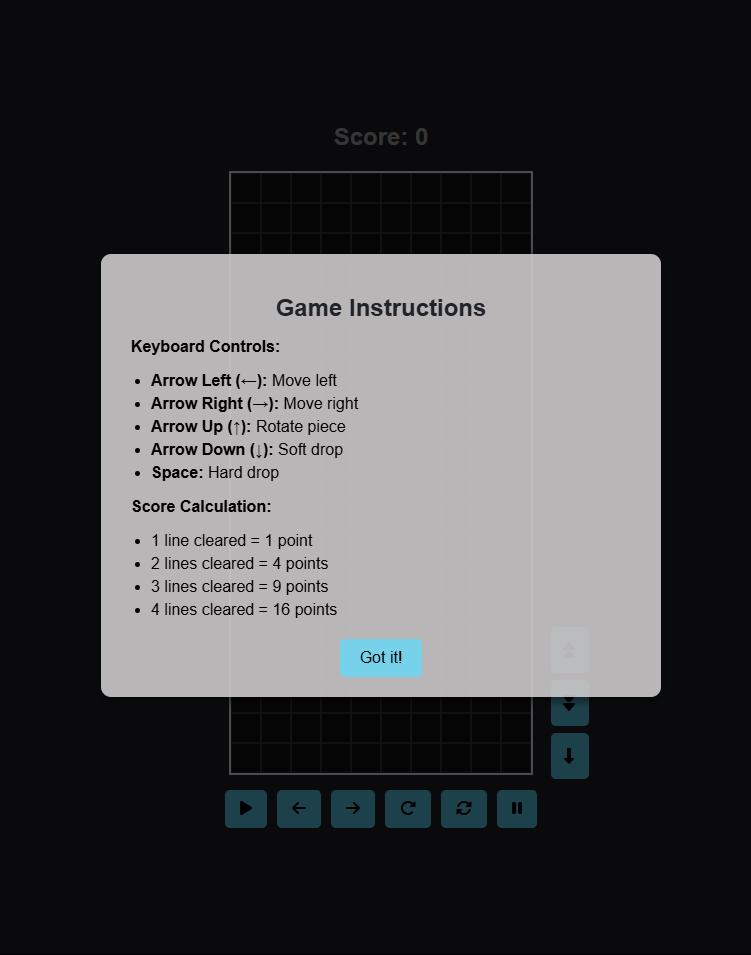 Score: 0
Game Instructions
Keyboard Controls:
Arrow Left (←): Move left
Arrow Right (→): Move right
Arrow Up (↑): Rotate piece
Arrow Down (↓): Soft drop
Space: Hard drop
Score Calculation:
1 line cleared = 1 point
2 lines cleared = 4 points
3 lines cleared = 9 points
4 lines cleared = 16 points
Got it!